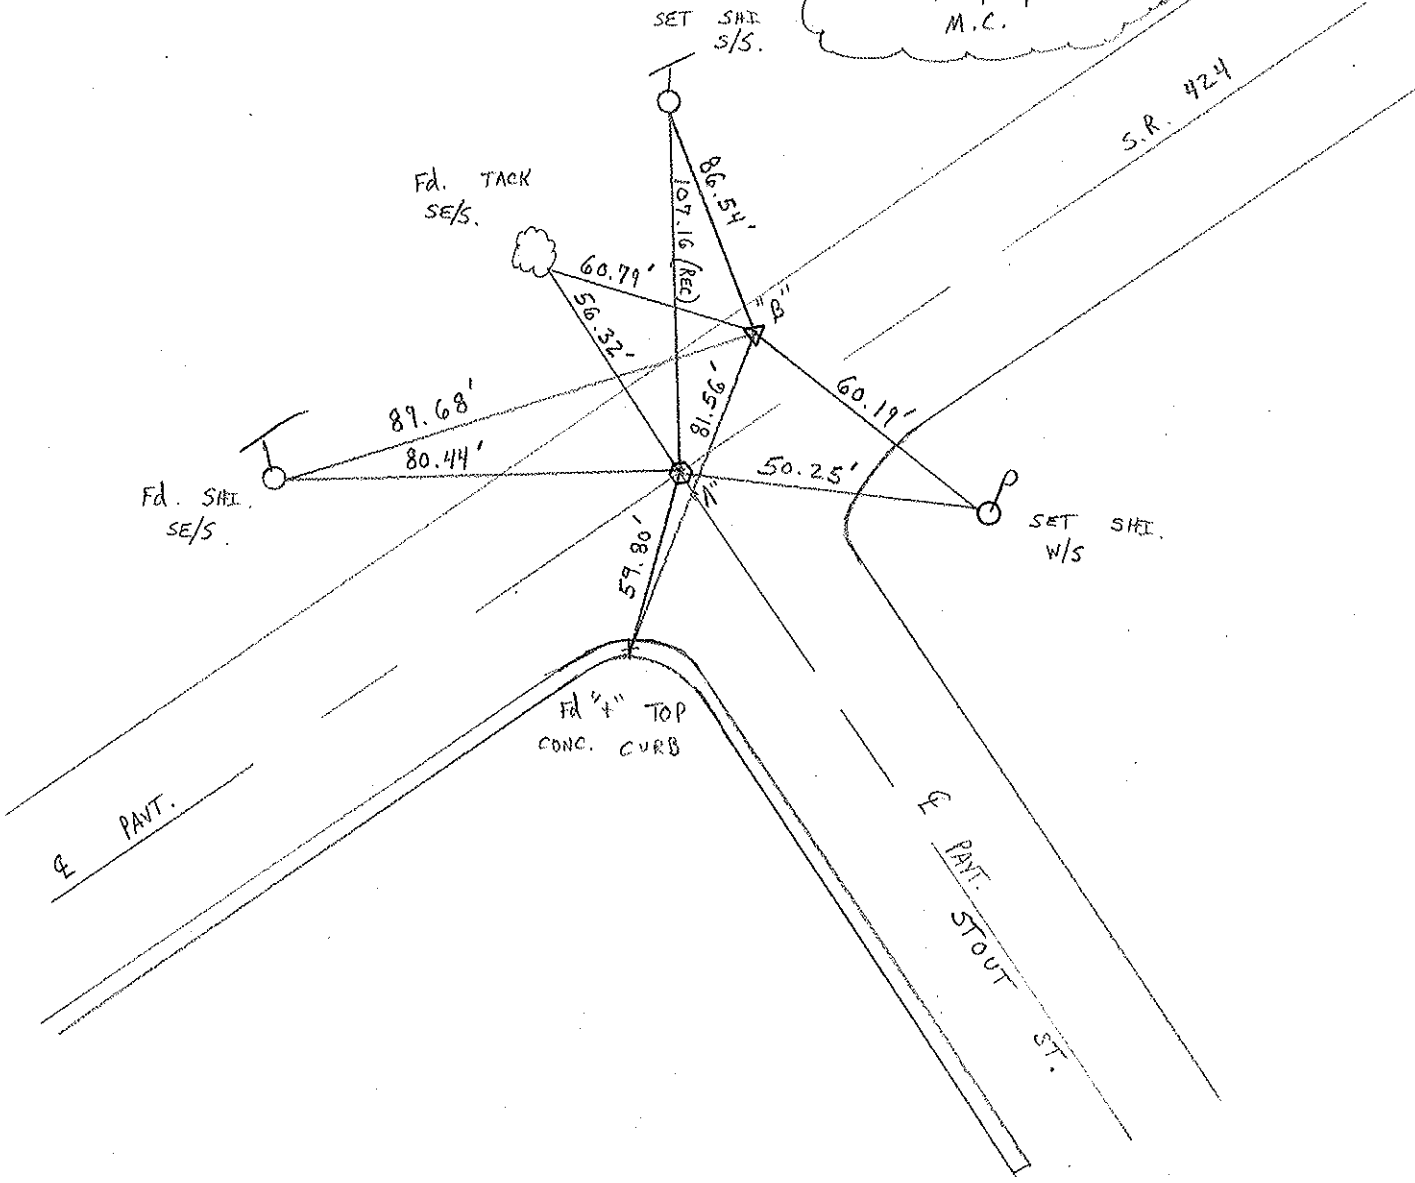 SET SHI.
S/S.
M.C.
S.R. 424
Fd. TACK
SE/S.
86.54'
107.16 (REC)
60.79'
56.32'
"B"
89.68'
81.56'
60.19'
80.44'
50.25'
"A"
Fd. SHI.
SE/S.
SET SHI.
W/S
59.80'
Fd "+" TOP
CONC. CURB
℄ PAVT.
℄ PAVT.
STOUT ST.